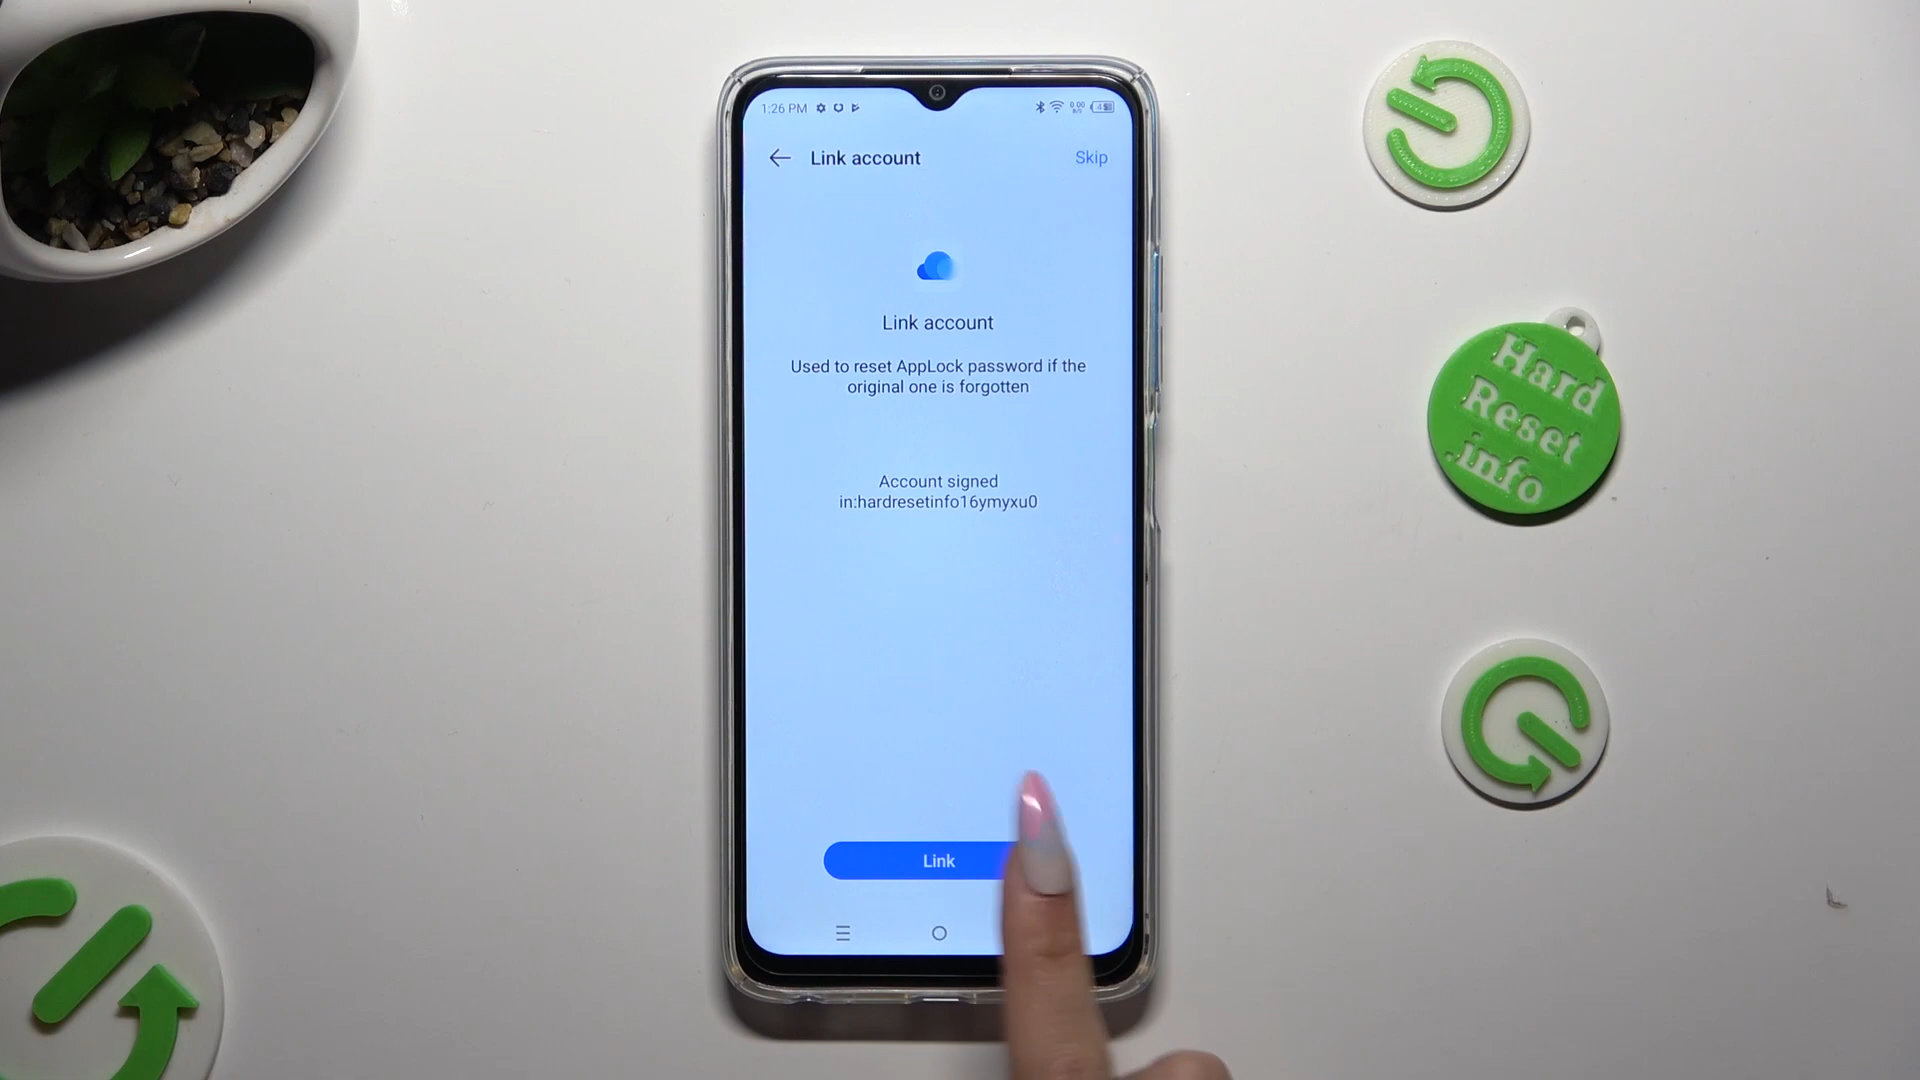 1:26 PM
Link account
Skip
Link account
Used to reset AppLock password if the
original one is forgotten
Account signed
in:hardresetinfo16ymyxu0
Link
Hard
Reset
.info